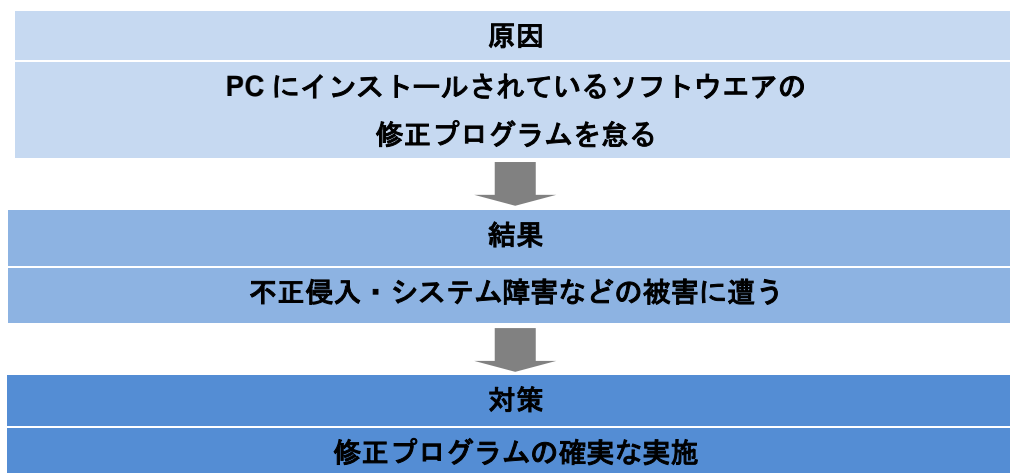 原因
PC にインストールされているソフトウエアの
修正プログラムを怠る
結果
不正侵入・システム障害などの被害に遭う
対策
修正プログラムの確実な実施